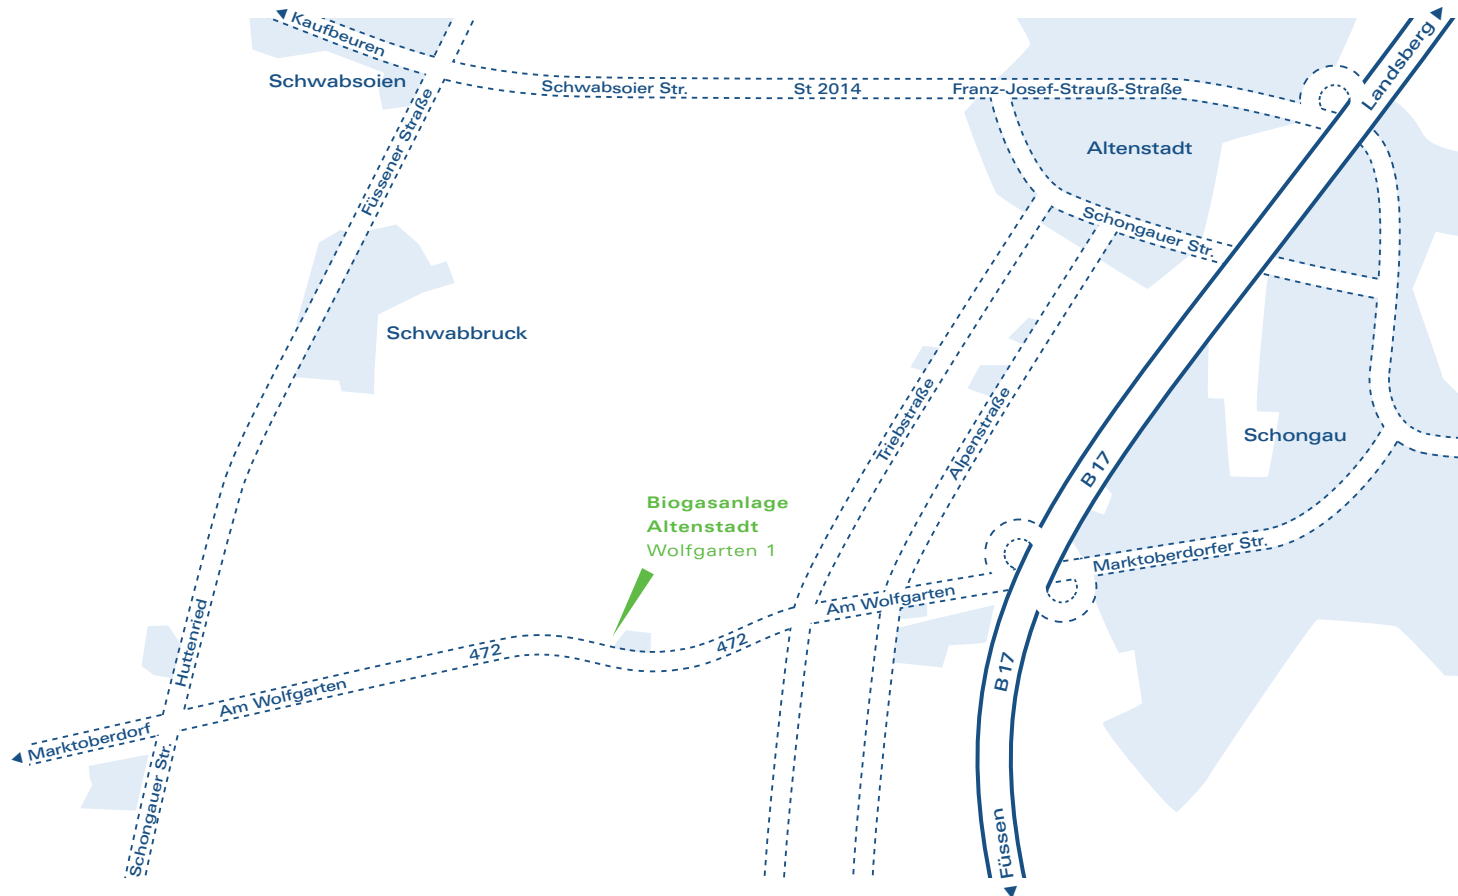 Kaufbeuren
Schwabsoien
Füssener Straße
Schwabsoier Str.
St 2014
Franz-Josef-Strauß-Straße
Landsberg
Altenstadt
Schongauer Str.
Schwabbruck
Triebstraße
Alpenstraße
B 17
Schongau
Biogasanlage
Altenstadt
Wolfgarten 1
Marktoberdorfer Str.
Am Wolfgarten
472
472
Huttenried
Am Wolfgarten
B 17
Marktoberdorf
Schongauer Str.
Füssen